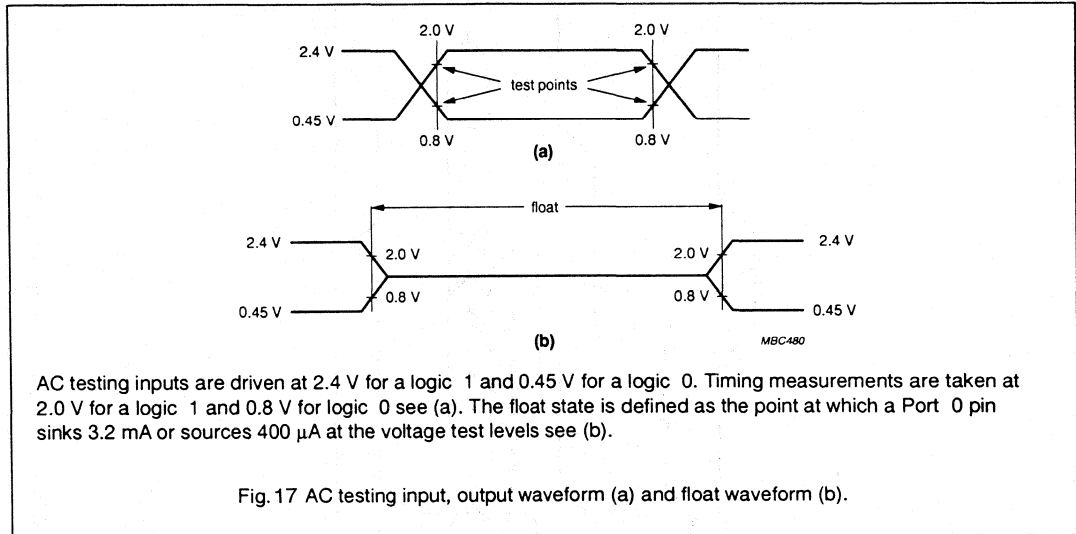 2.0 V 2.0 V
2.4 V
test points
0.45 V
0.8 V 0.8 V
(a)
float
2.4 V 2.4 V
2.0 V 2.0 V
0.8 V 0.8 V
0.45 V 0.45 V
(b)
MBC480
AC testing inputs are driven at 2.4 V for a logic 1 and 0.45 V for a logic 0. Timing measurements are taken at
2.0 V for a logic 1 and 0.8 V for logic 0 see (a). The float state is defined as the point at which a Port 0 pin
sinks 3.2 mA or sources 400 μA at the voltage test levels see (b).
Fig.17 AC testing input, output waveform (a) and float waveform (b).